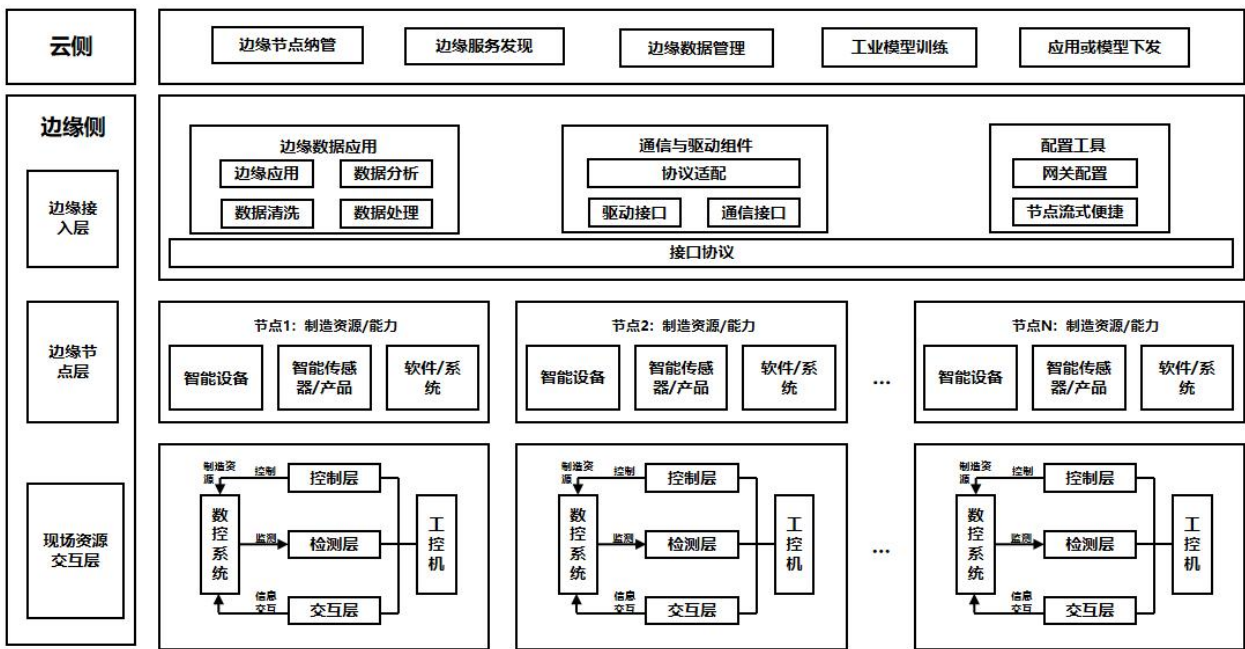 云侧
边缘节点纳管
边缘服务发现
边缘数据管理
工业模型训练
应用或模型下发
边缘侧
边缘接
入层
边缘数据应用
边缘应用
数据分析
数据清洗
数据处理
通信与驱动组件
协议适配
驱动接口
通信接口
配置工具
网关配置
节点流式便捷
接口协议
边缘节
点层
节点1：制造资源/能力
智能设备
智能传感
器/产品
软件/系
统
节点2：制造资源/能力
智能设备
智能传感
器/产品
软件/系
统
...
节点N：制造资源/能力
智能设备
智能传感
器/产品
软件/系
统
现场资源
交互层
制造资
源
控制
控制层
数
控
系
统
监测
检测层
工
控
机
信息
交互
交互层
制造资
源
控制
控制层
数
控
系
统
监测
检测层
工
控
机
信息
交互
交互层
...
制造资
源
控制
控制层
数
控
系
统
监测
检测层
工
控
机
信息
交互
交互层